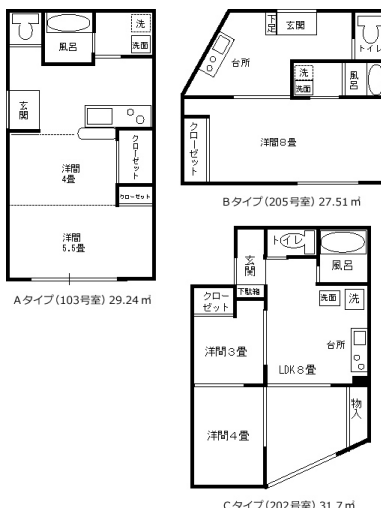 風呂
洗
洗面
玄関
クローゼット
洋間
4畳
クローゼット
洋間
5.5畳
Aタイプ(103号室) 29.24㎡
下足
玄関
トイレ
台所
洗
洗面
風呂
クローゼット
洋間8畳
Bタイプ(205号室) 27.51㎡
トイレ
玄関
風呂
下駄箱
クロー
ゼット
洗面
洗
台所
洋間3畳
LDK8畳
物入
洋間4畳
Cタイプ(202号室) 31.7㎡